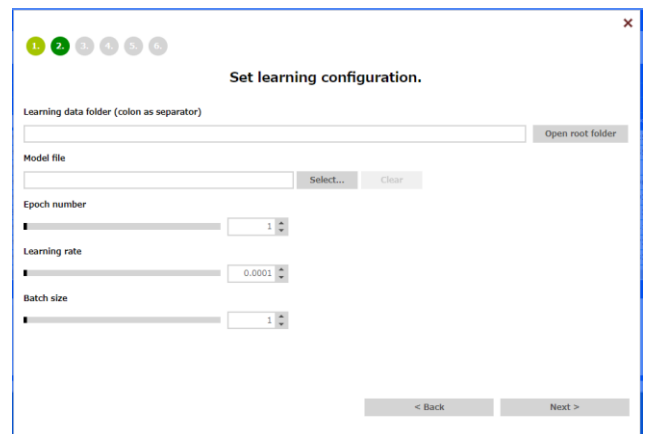 ×
1. 2. 3. 4. 5. 6.
Set learning configuration.
Learning data folder (colon as separator)
Open root folder
Model file
Select... Clear
Epoch number
1
Learning rate
0.0001
Batch size
1
< Back Next >